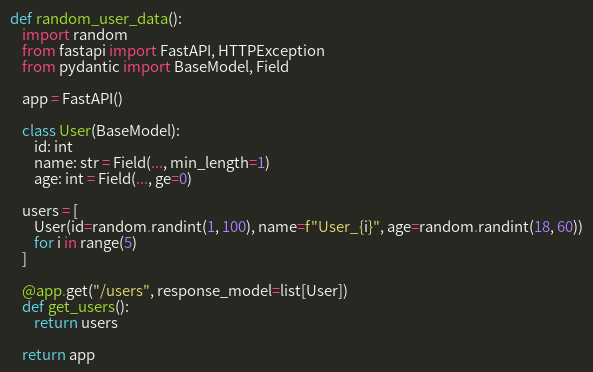 def random_user_data():
    import random
    from fastapi import FastAPI, HTTPException
    from pydantic import BaseModel, Field

    app = FastAPI()

    class User(BaseModel):
        id: int
        name: str = Field(..., min_length=1)
        age: int = Field(..., ge=0)

    users = [
        User(id=random.randint(1, 100), name=f"User_{i}", age=random.randint(18, 60))
        for i in range(5)
    ]

    @app.get("/users", response_model=list[User])
    def get_users():
        return users

    return app